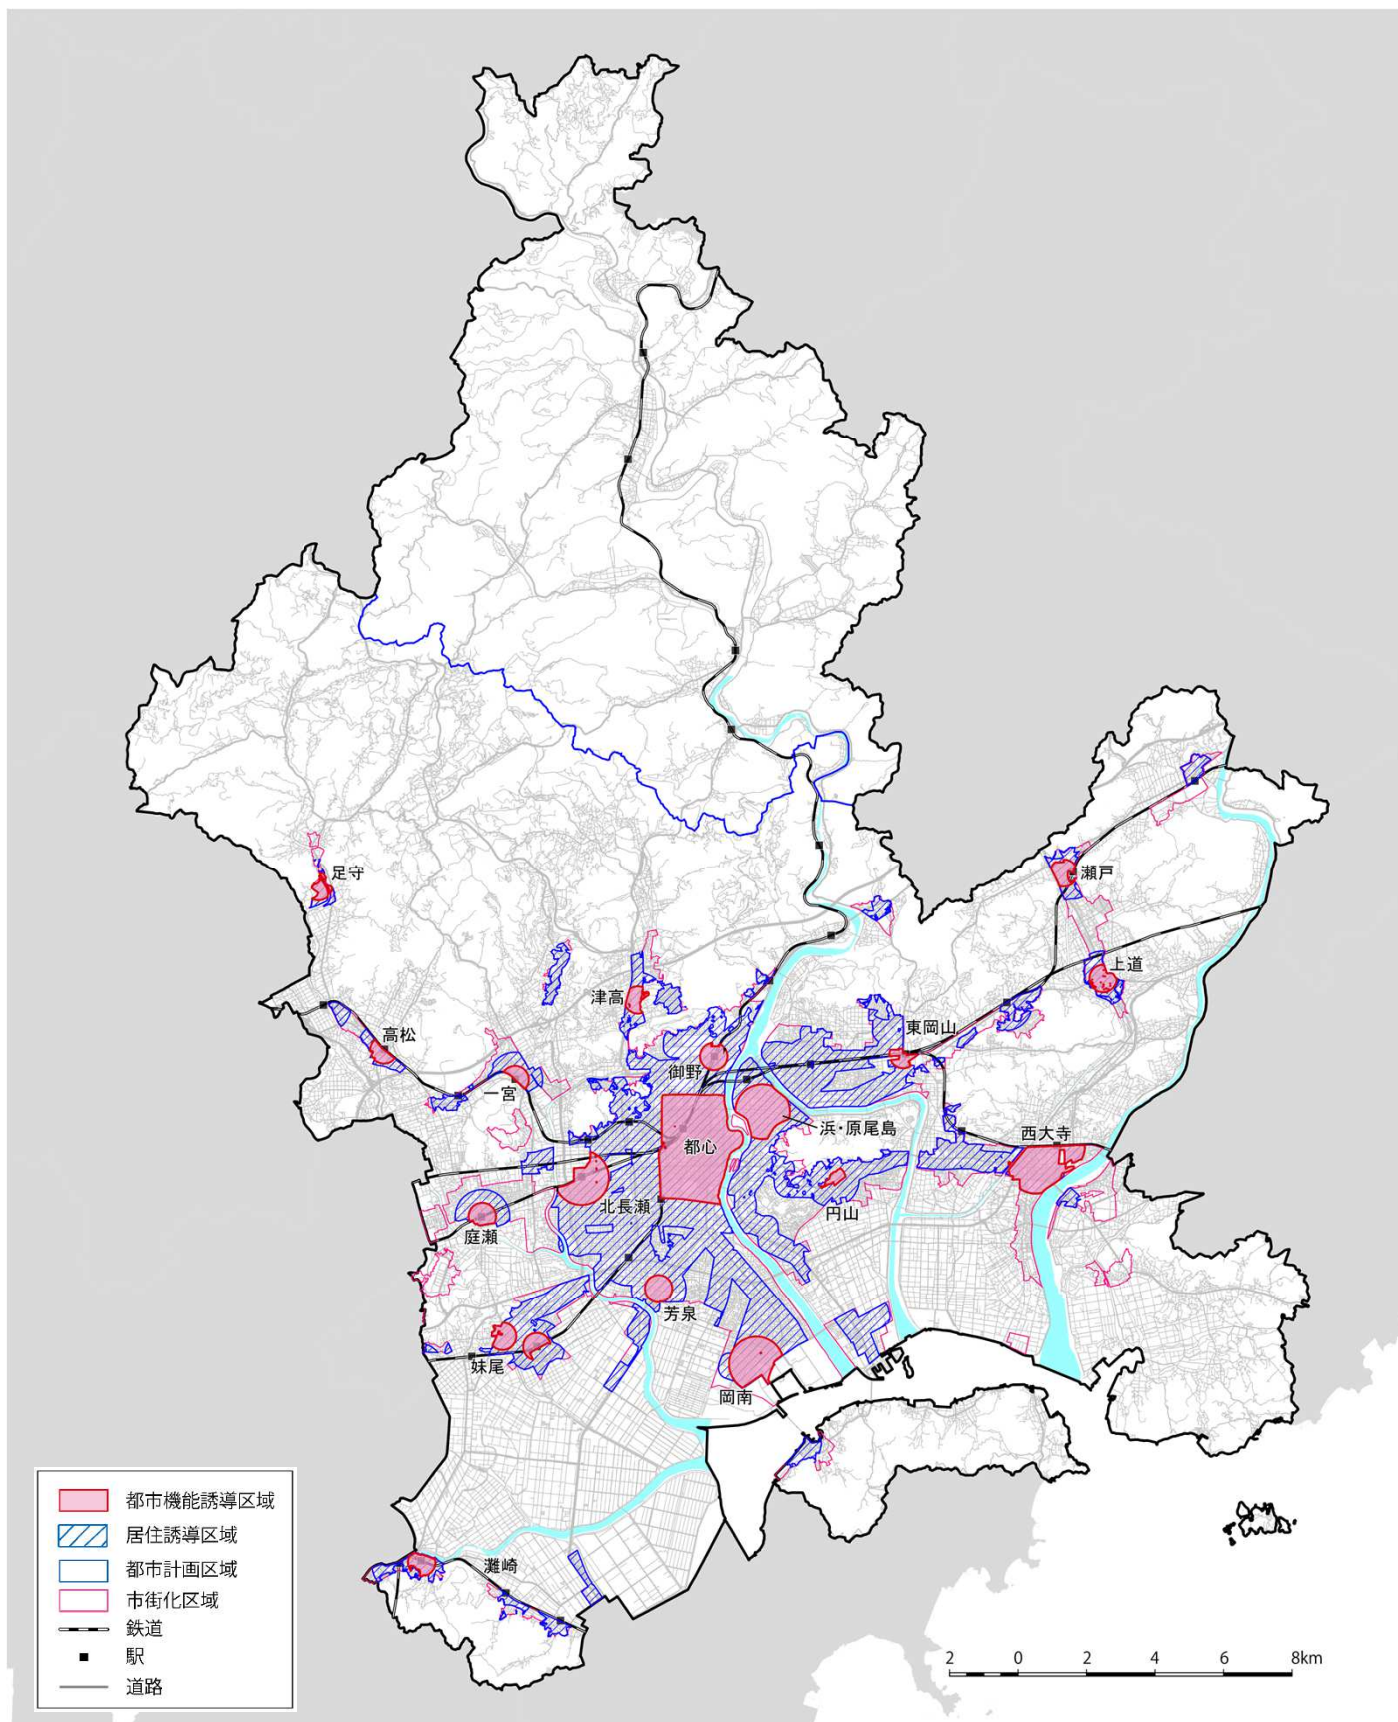 足守
瀬戸
上道
津高
高松
東岡山
御野
一宮
浜・原尾島
西大寺
都心
北長瀬
円山
庭瀬
芳泉
妹尾
岡南
灘崎
都市機能誘導区域
居住誘導区域
都市計画区域
市街化区域
鉄道
駅
道路
2 0 2 4 6 8km